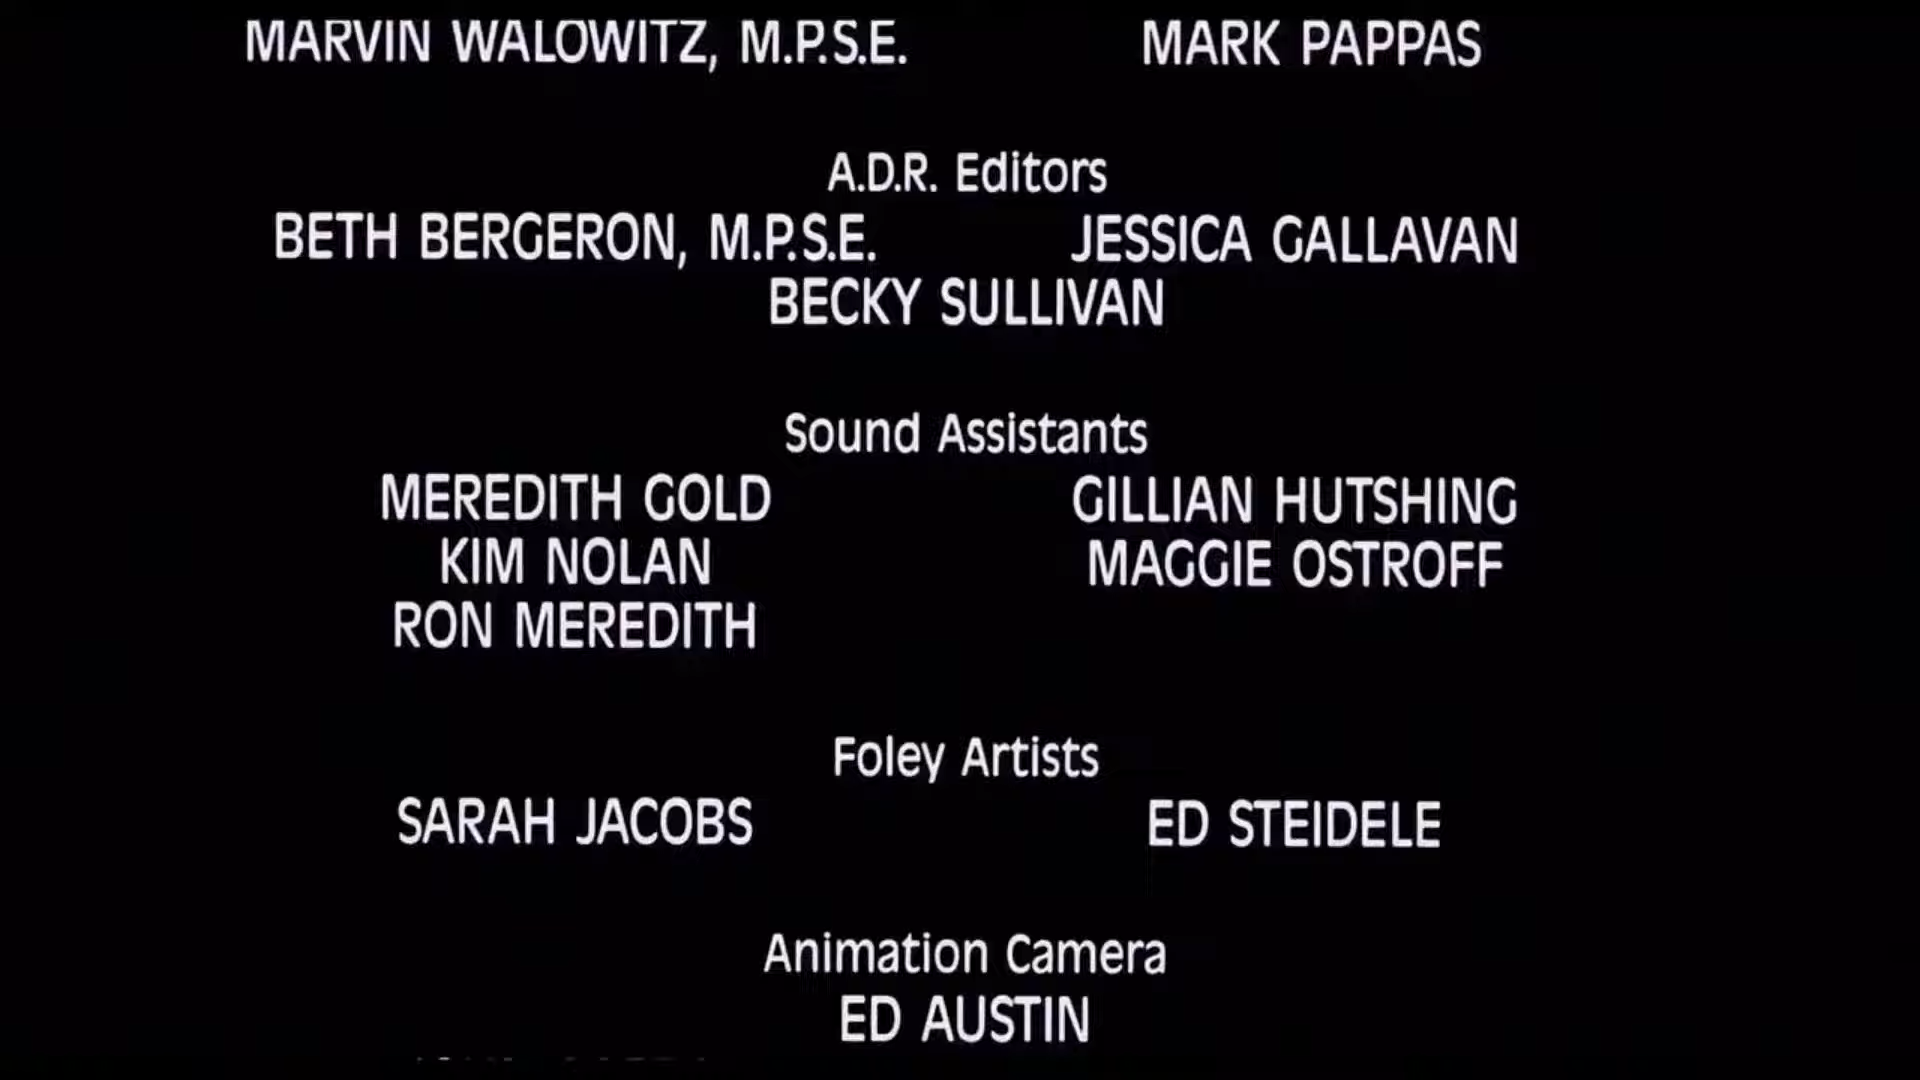 MARVIN WALOWITZ, M.P.S.E. MARK PAPPAS
A.D.R. Editors
BETH BERGERON, M.P.S.E. JESSICA GALLAVAN
BECKY SULLIVAN
Sound Assistants
MEREDITH GOLD GILLIAN HUTSHING
KIM NOLAN MAGGIE OSTROFF
RON MEREDITH
Foley Artists
SARAH JACOBS ED STEIDELE
Animation Camera
ED AUSTIN